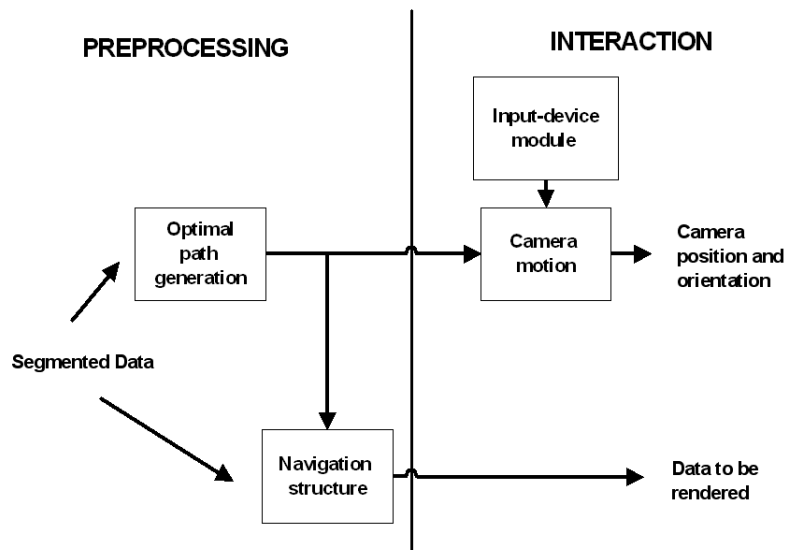 PREPROCESSING
INTERACTION
Input-device
module
Optimal
path
generation
Camera
motion
Camera
position and
orientation
Segmented Data
Navigation
structure
Data to be
rendered